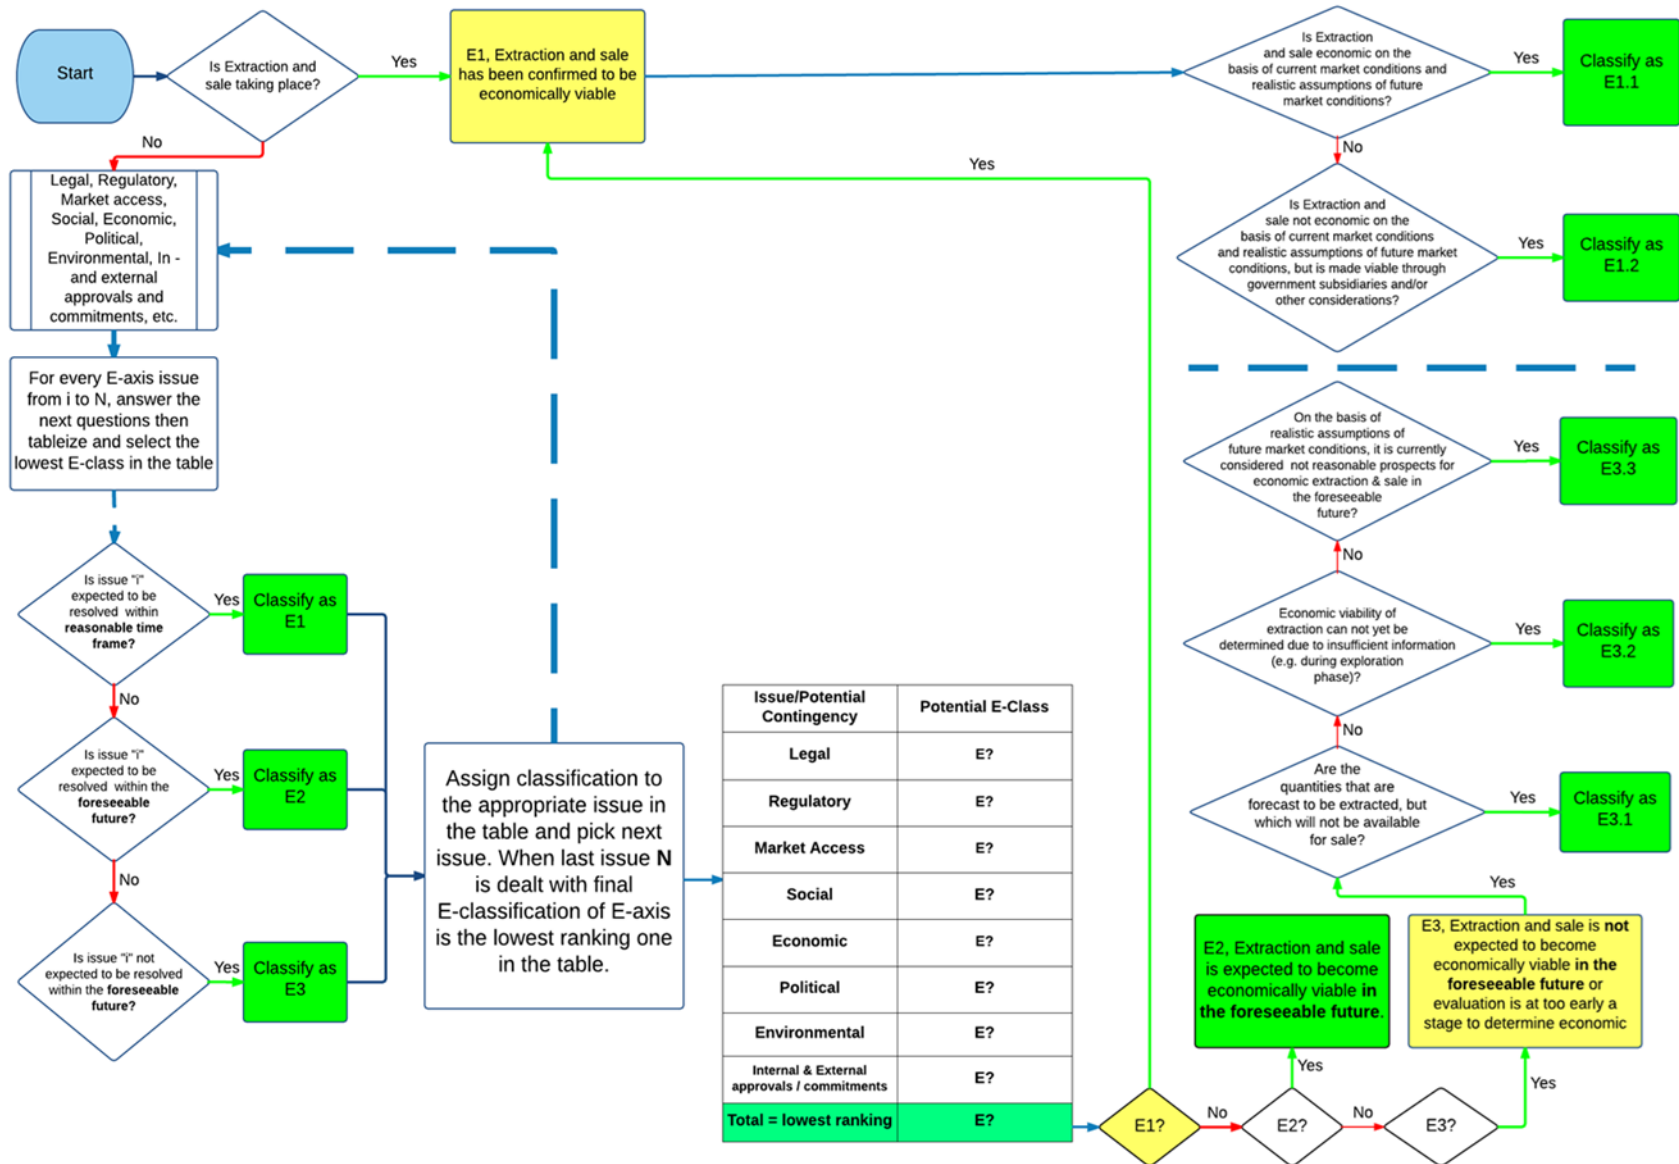 Start
Is Extraction and
sale taking place?
Yes
No
E1, Extraction and sale
has been confirmed to be
economically viable
Is Extraction
and sale economic on the
basis of current market conditions and
realistic assumptions of future
market conditions?
Yes
Classify as
E1.1
No
Is Extraction and
sale not economic on the
basis of current market conditions
and realistic assumptions of future market
conditions, but is made viable through
government subsidiaries and/or
other considerations?
Yes
Classify as
E1.2
Yes
Legal, Regulatory,
Market access,
Social, Economic,
Political,
Environmental, In -
and external
approvals and
commitments, etc.
For every E-axis issue
from i to N, answer the
next questions then
tableize and select the
lowest E-class in the table
Is issue "i"
expected to be
resolved within
reasonable time
frame?
Yes
Classify as
E1
No
Is issue "i"
expected to be
resolved within the
foreseeable
future?
Yes
Classify as
E2
No
Is issue "i" not
expected to be resolved
within the foreseeable
future?
Yes
Classify as
E3
Assign classification to
the appropriate issue in
the table and pick next
issue. When last issue N
is dealt with final
E-classification of E-axis
is the lowest ranking one
in the table.
Issue/Potential
Contingency
Potential E-Class
Legal
E?
Regulatory
E?
Market Access
E?
Social
E?
Economic
E?
Political
E?
Environmental
E?
Internal & External
approvals / commitments
E?
Total = lowest ranking
E?
E1?
No
E2?
No
E3?
Yes
Yes
E2, Extraction and sale
is expected to become
economically viable in
the foreseeable future.
E3, Extraction and sale is not
expected to become
economically viable in the
foreseeable future or
evaluation is at too early a
stage to determine economic
Yes
Are the
quantities that are
forecast to be extracted, but
which will not be available
for sale?
Yes
Classify as
E3.1
No
Economic viability of
extraction can not yet be
determined due to insufficient information
(e.g. during exploration
phase)?
Yes
Classify as
E3.2
No
On the basis of
realistic assumptions of
future market conditions, it is currently
considered not reasonable prospects for
economic extraction & sale in
the foreseeable
future?
Yes
Classify as
E3.3